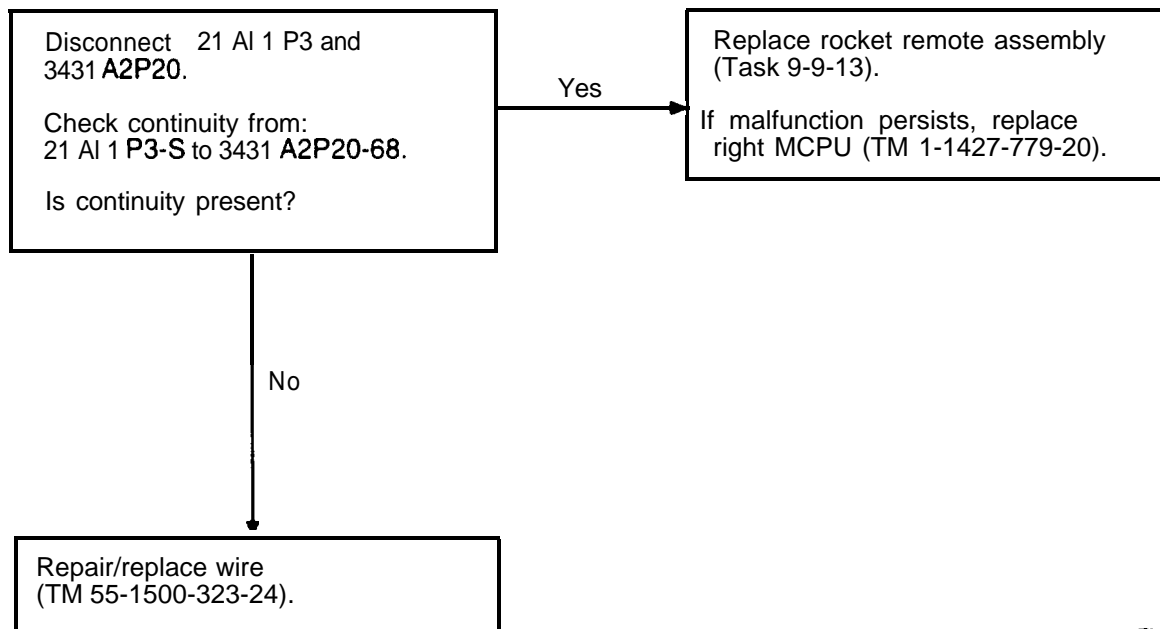 Disconnect 21 Al 1 P3 and
3431 A2P20.
Check continuity from:
21 Al 1 P3-S to 3431 A2P20-68.
Is continuity present?
Yes
Replace rocket remote assembly
(Task 9-9-13).
If malfunction persists, replace
right MCPU (TM 1-1427-779-20).
No
Repair/replace wire
(TM 55-1500-323-24).